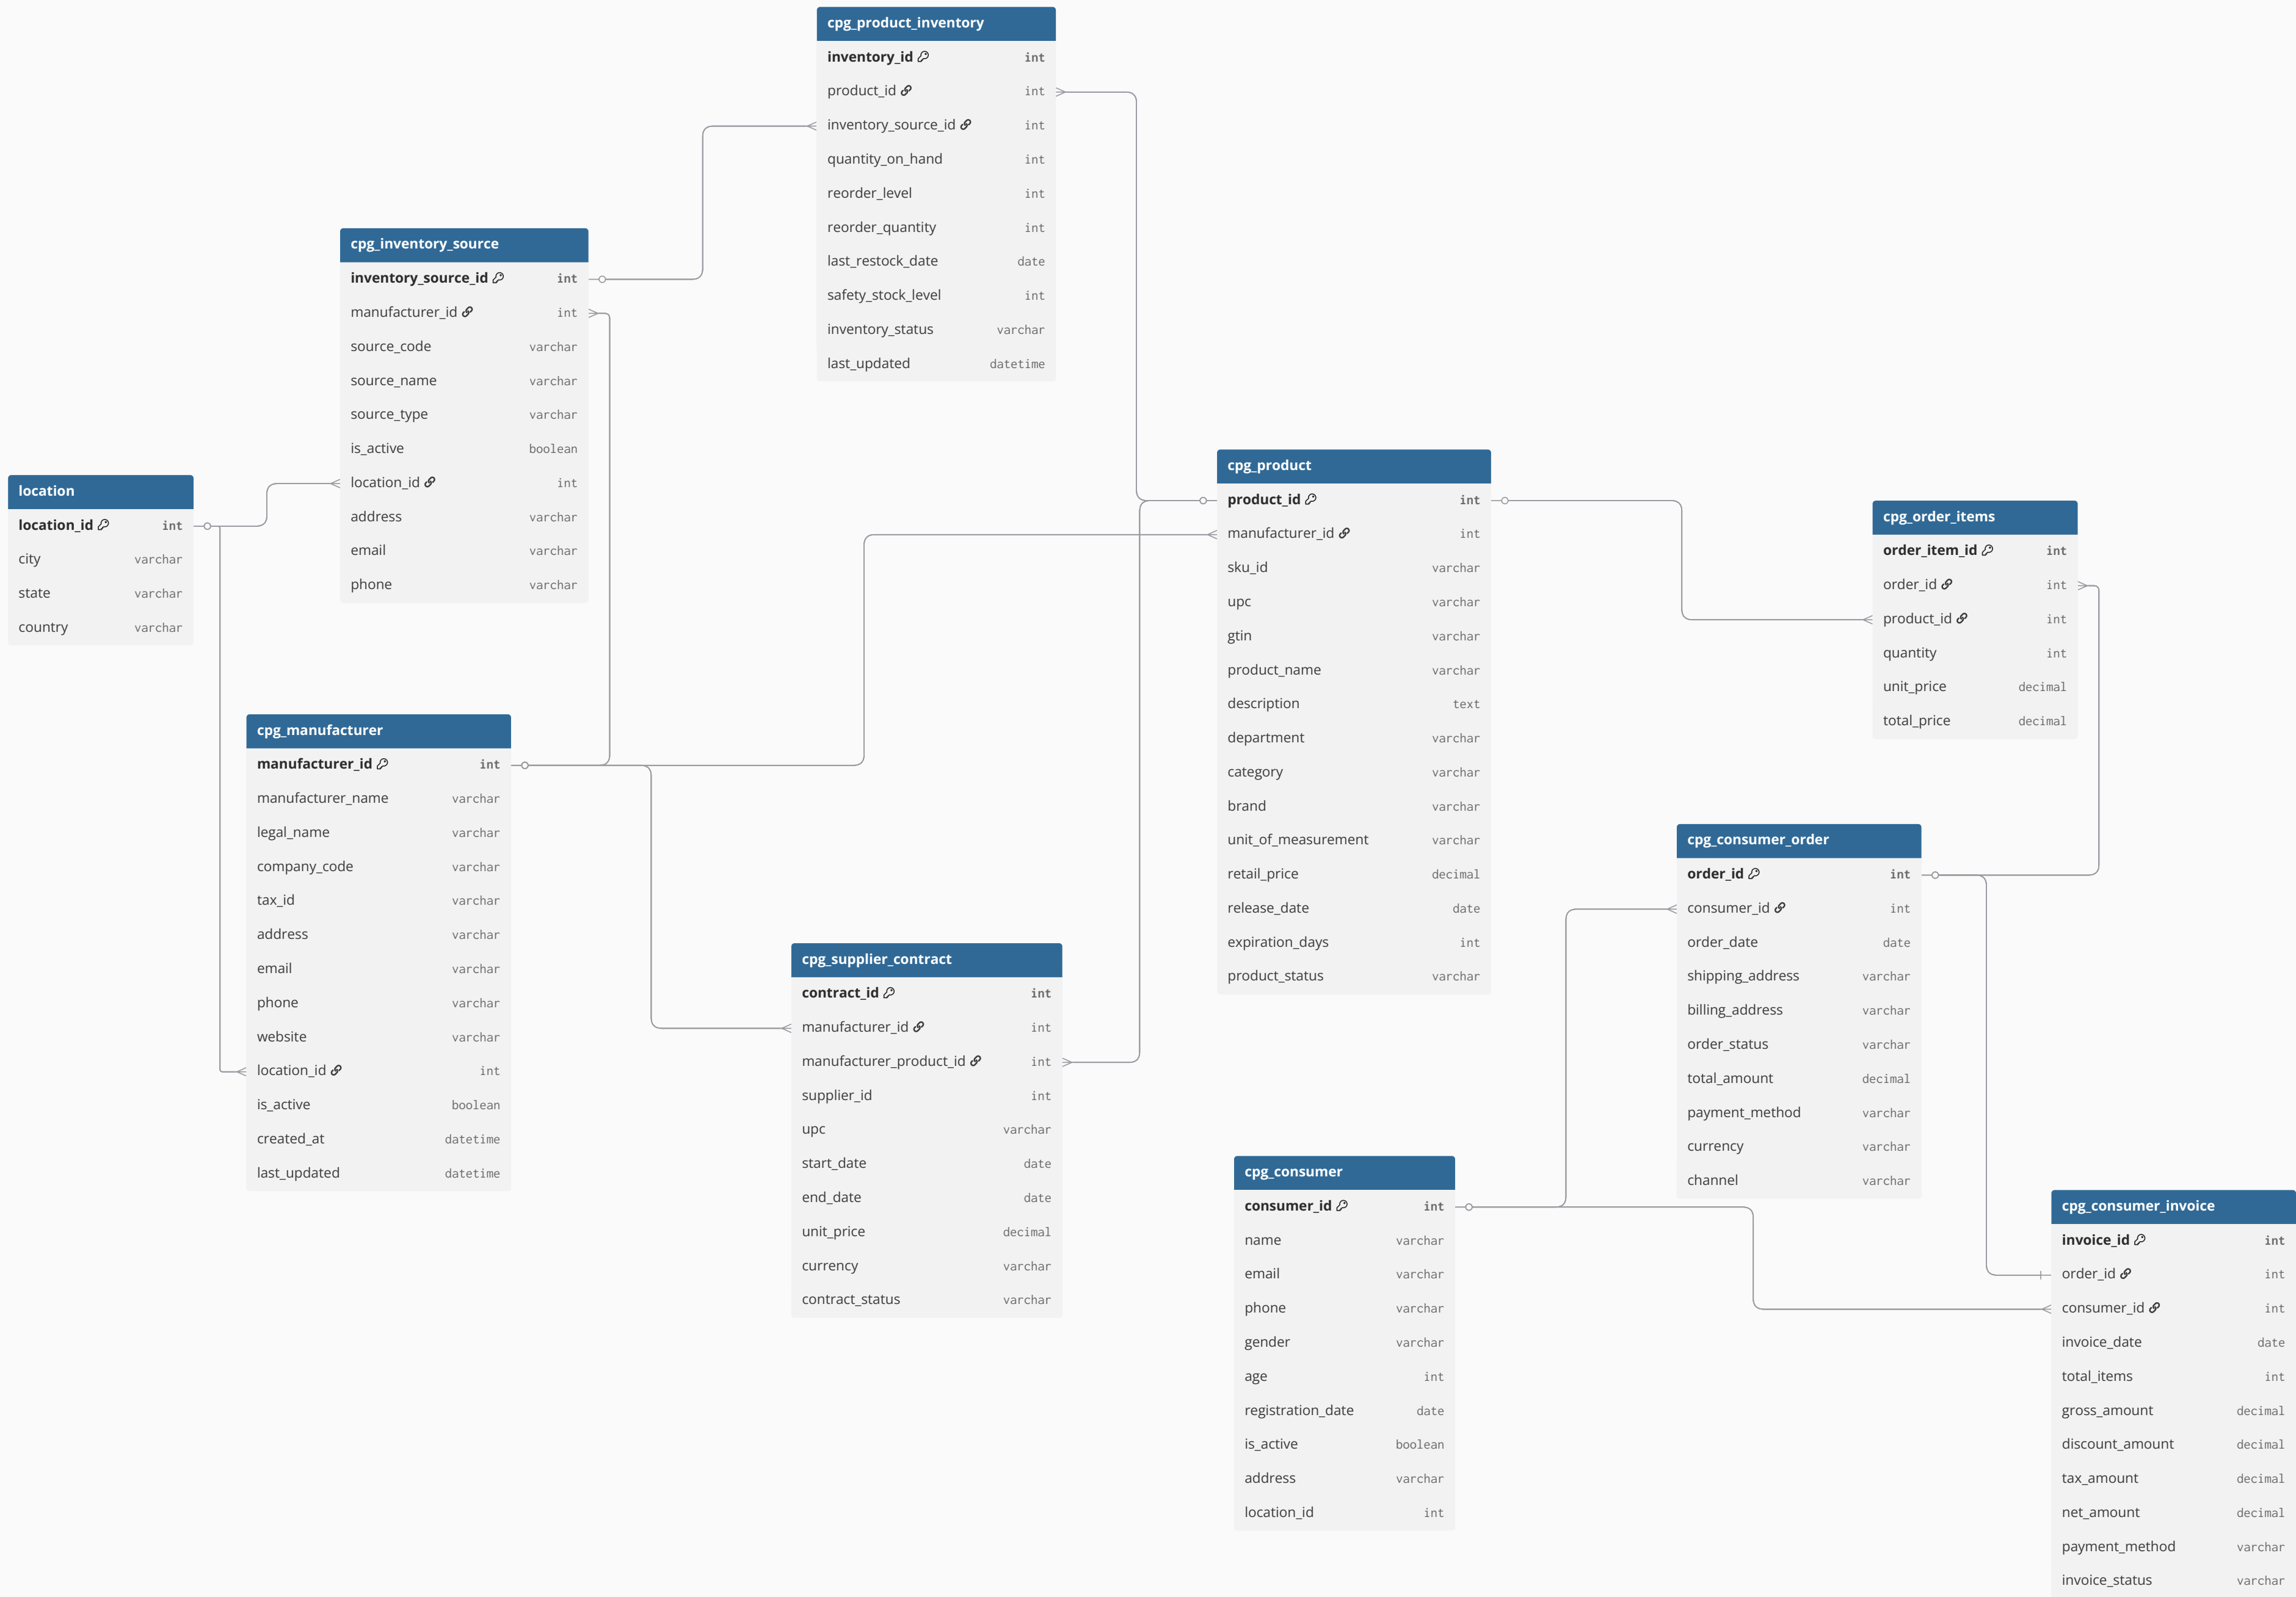 cpg_product_inventory
inventory_id int
product_id int
inventory_source_id int
quantity_on_hand int
reorder_level int
reorder_quantity int
last_restock_date date
safety_stock_level int
inventory_status varchar
last_updated datetime
cpg_inventory_source
inventory_source_id int
manufacturer_id int
source_code varchar
source_name varchar
source_type varchar
is_active boolean
location_id int
address varchar
email varchar
phone varchar
location
location_id int
city varchar
state varchar
country varchar
cpg_manufacturer
manufacturer_id int
manufacturer_name varchar
legal_name varchar
company_code varchar
tax_id varchar
address varchar
email varchar
phone varchar
website varchar
location_id int
is_active boolean
created_at datetime
last_updated datetime
cpg_supplier_contract
contract_id int
manufacturer_id int
manufacturer_product_id int
supplier_id int
upc varchar
start_date date
end_date date
unit_price decimal
currency varchar
contract_status varchar
cpg_product
product_id int
manufacturer_id int
sku_id varchar
upc varchar
gtin varchar
product_name varchar
description text
department varchar
category varchar
brand varchar
unit_of_measurement varchar
retail_price decimal
release_date date
expiration_days int
product_status varchar
cpg_order_items
order_item_id int
order_id int
product_id int
quantity int
unit_price decimal
total_price decimal
cpg_consumer_order
order_id int
consumer_id int
order_date date
shipping_address varchar
billing_address varchar
order_status varchar
total_amount decimal
payment_method varchar
currency varchar
channel varchar
cpg_consumer
consumer_id int
name varchar
email varchar
phone varchar
gender varchar
age int
registration_date date
is_active boolean
address varchar
location_id int
cpg_consumer_invoice
invoice_id int
order_id int
consumer_id int
invoice_date date
total_items int
gross_amount decimal
discount_amount decimal
tax_amount decimal
net_amount decimal
payment_method varchar
invoice_status varchar